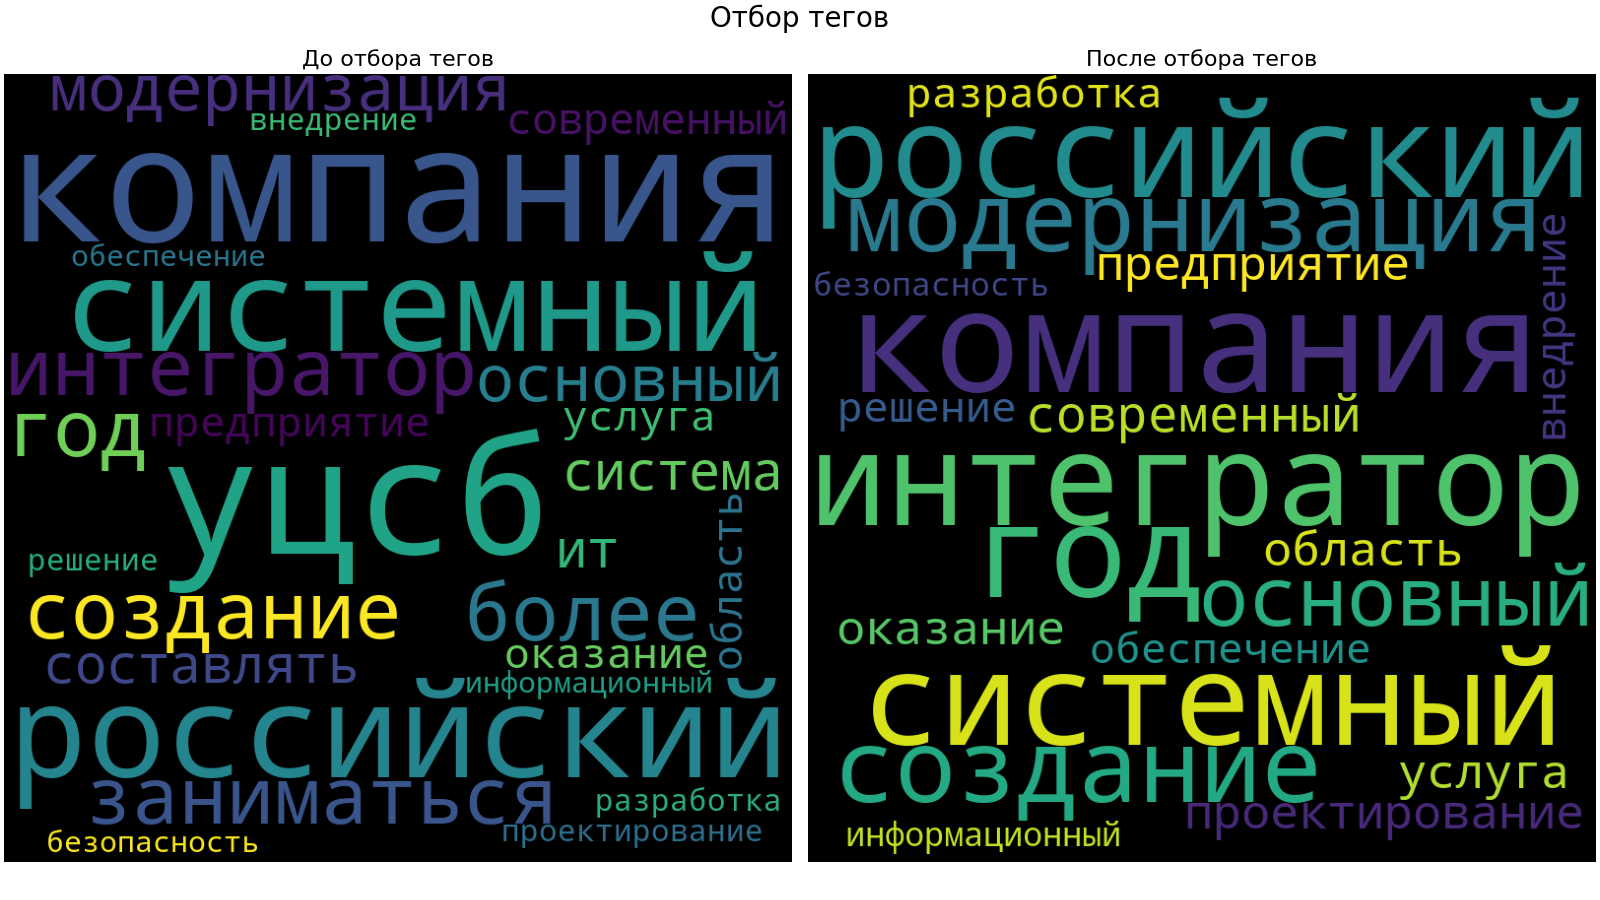 Отбор тегов
До отбора тегов
модернизация
внедрение
современный
компания
обеспечение
системный
интегратор
основный
год
предприятие
услуга
уцсб
система
область
ит
решение
создание
более
оказание
составлять
информационный
российский
заниматься
разработка
проектирование
безопасность
После отбора тегов
разработка
российский
модернизация
предприятие
безопасность
внедрение
компания
решение
современный
интегратор
год
область
основный
оказание
обеспечение
системный
создание
услуга
проектирование
информационный